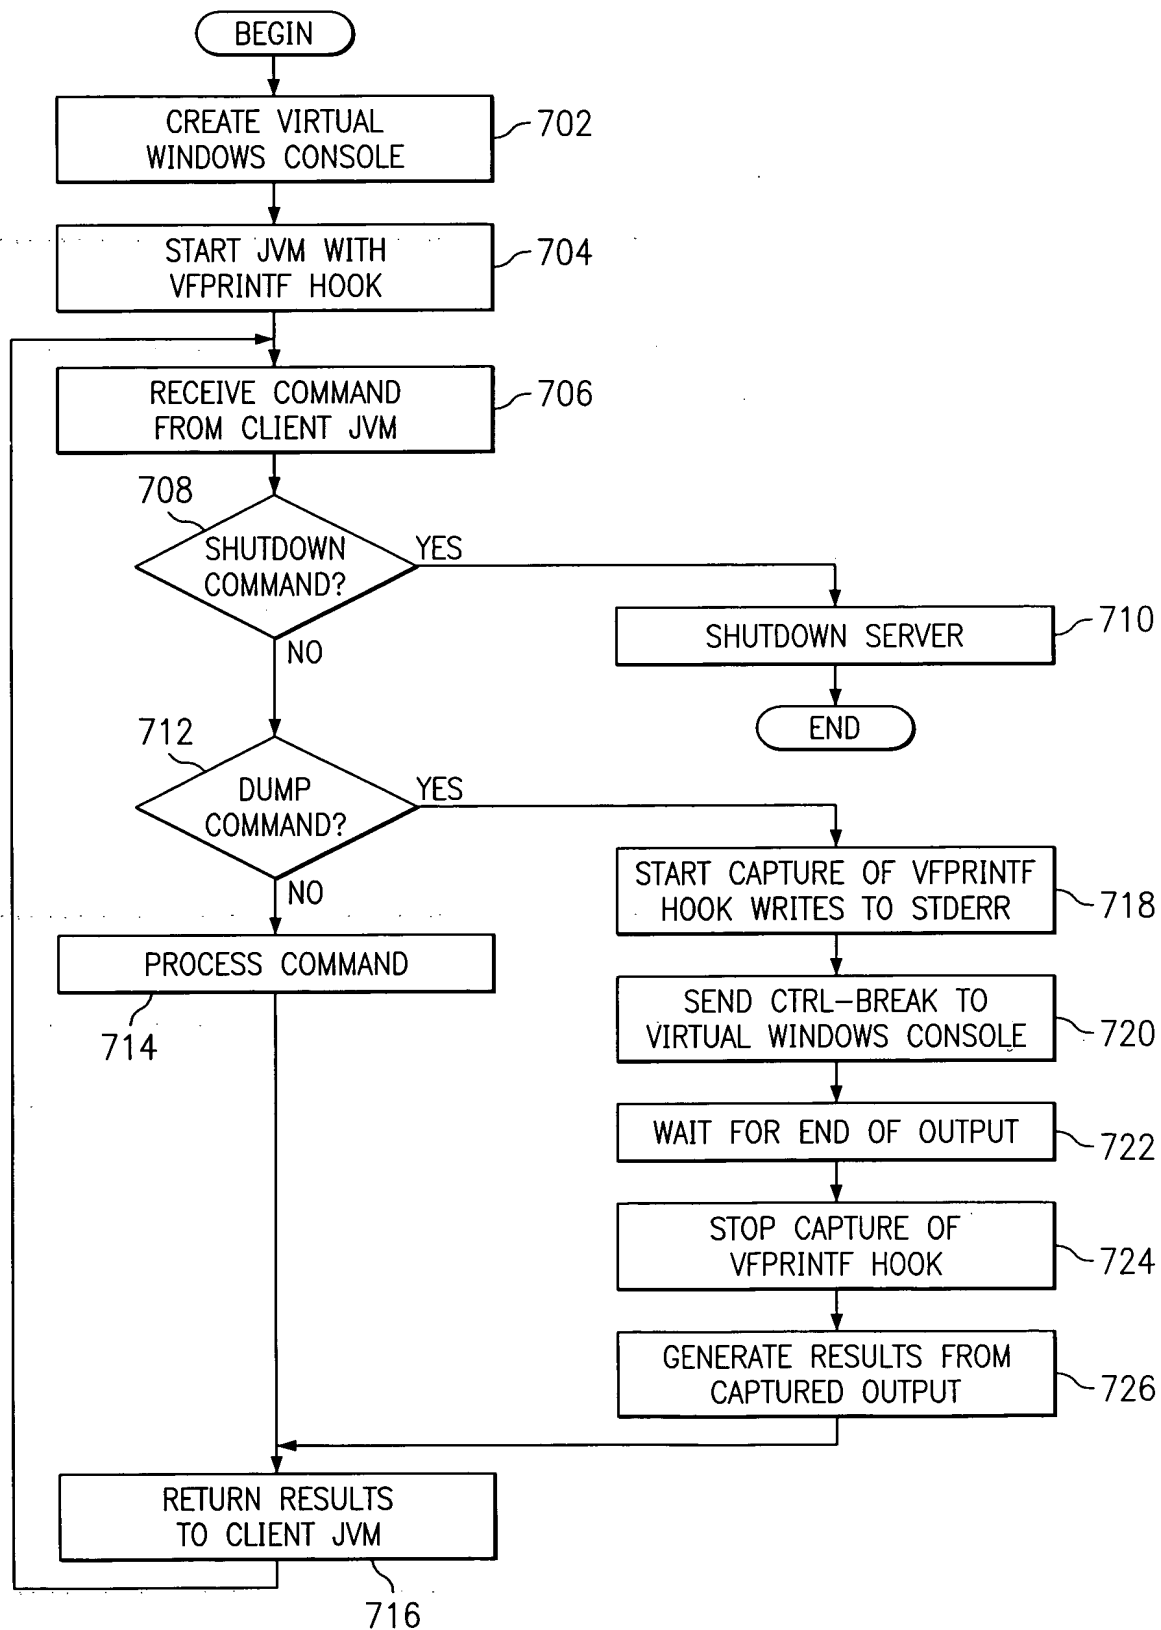 BEGIN
CREATE VIRTUAL
WINDOWS CONSOLE
702
START JVM WITH
VFPRINTF HOOK
704
RECEIVE COMMAND
FROM CLIENT JVM
706
708
SHUTDOWN
COMMAND?
YES
NO
SHUTDOWN SERVER
710
END
712
DUMP
COMMAND?
YES
NO
PROCESS COMMAND
714
START CAPTURE OF VFPRINTF
HOOK WRITES TO STDERR
718
SEND CTRL-BREAK TO
VIRTUAL WINDOWS CONSOLE
720
WAIT FOR END OF OUTPUT
722
STOP CAPTURE OF
VFPRINTF HOOK
724
GENERATE RESULTS FROM
CAPTURED OUTPUT
726
RETURN RESULTS
TO CLIENT JVM
716